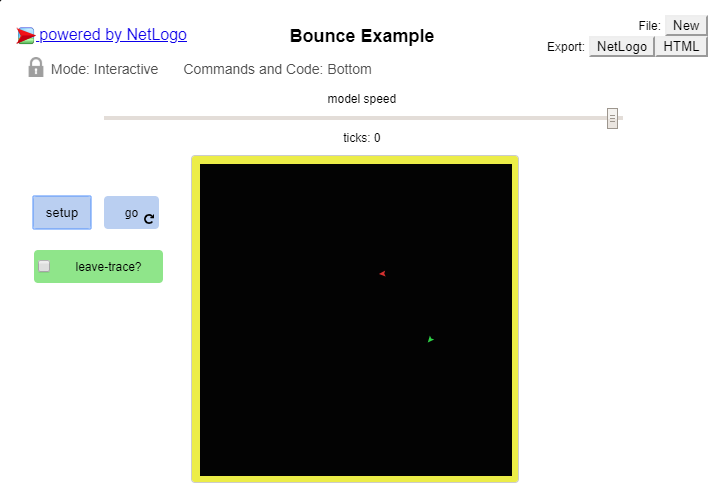 powered by NetLogo
Bounce Example
File: New
Export: NetLogo HTML
Mode: Interactive
Commands and Code: Bottom
model speed
ticks: 0
setup
go
leave-trace?